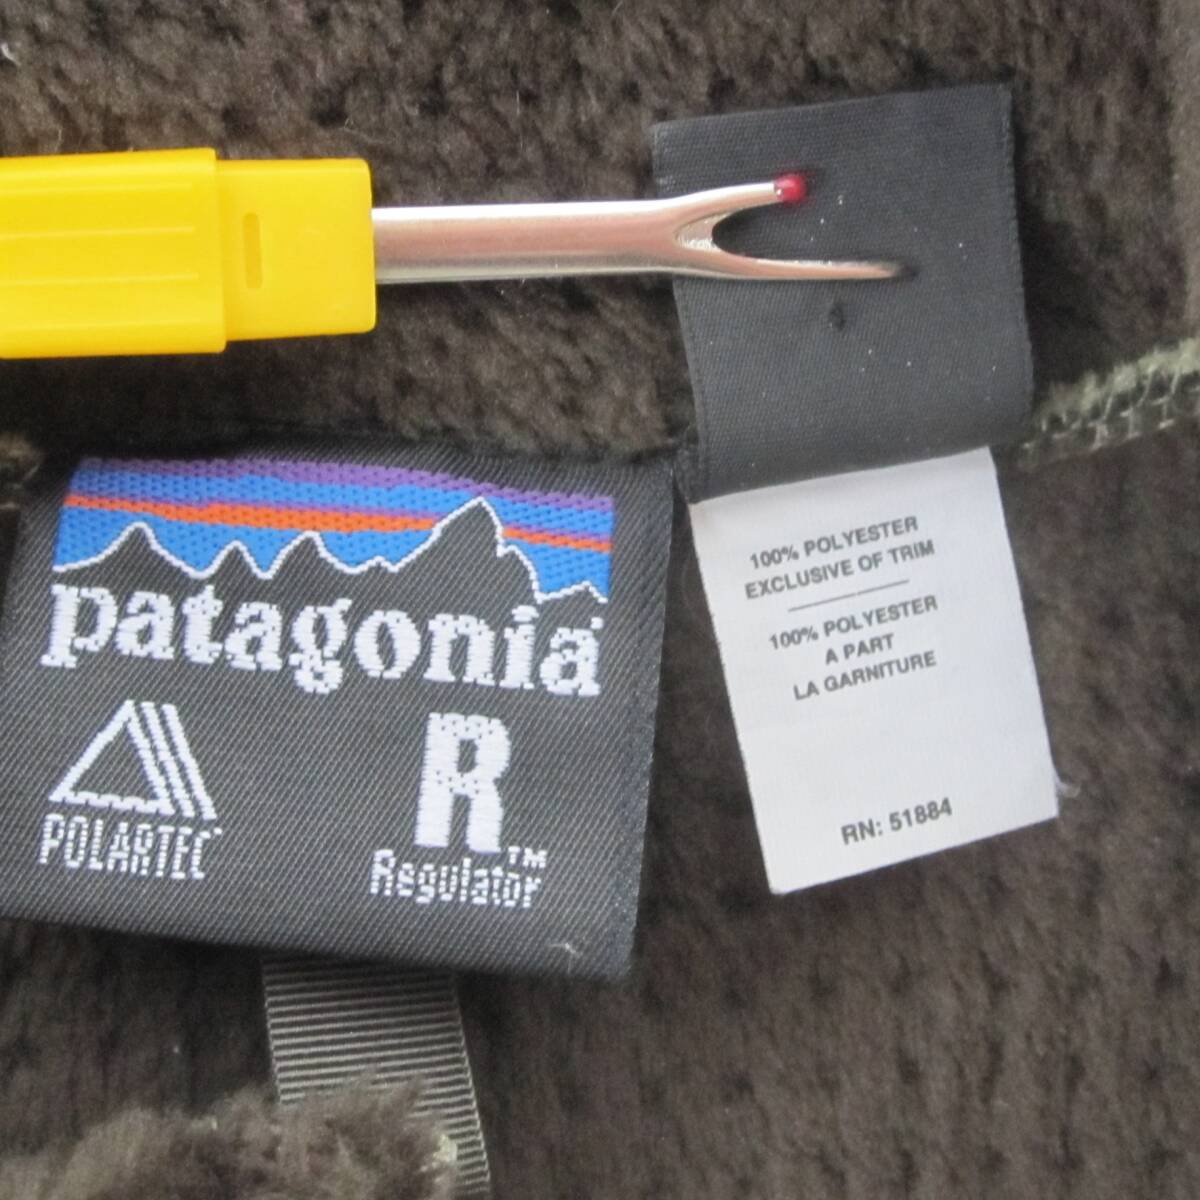 patagonia
POLARTEC
R
Regulator™
100% POLYESTER
EXCLUSIVE OF TRIM
100% POLYESTER
A PART
LA GARNITURE
RN: 51884